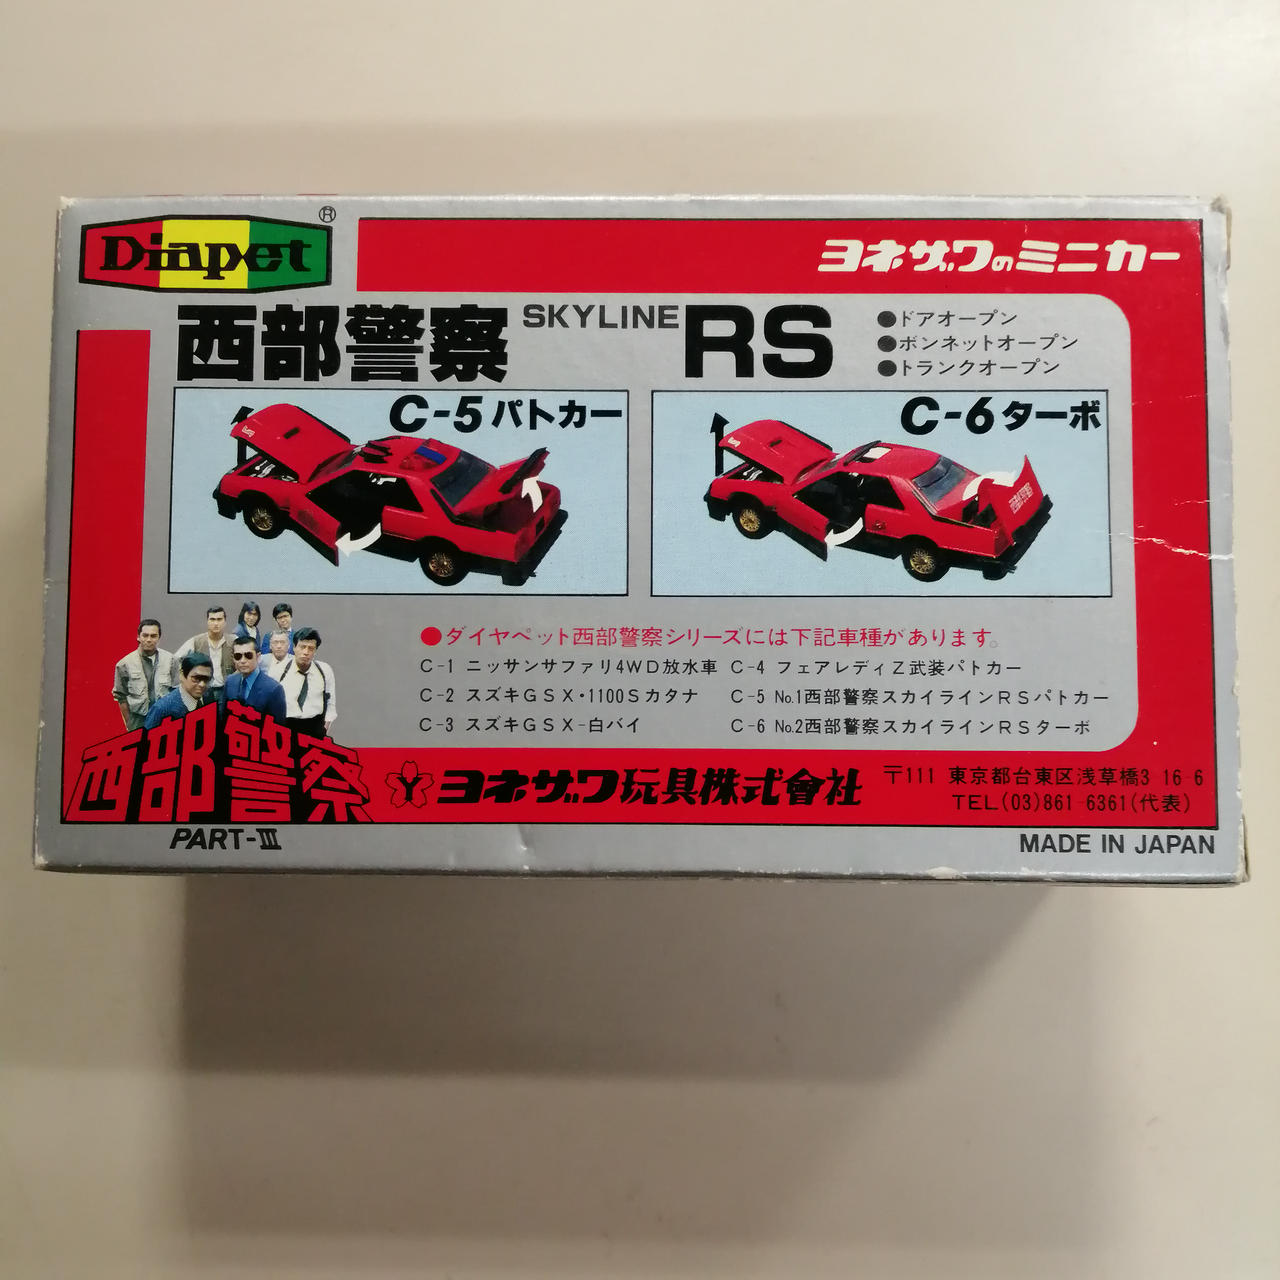 Diapet ®
ヨネザワのミニカー
西部警察 SKYLINE RS
●ドアオープン
●ボンネットオープン
●トランクオープン
C-5 パトカー
C-6 ターボ
●ダイヤペット西部警察シリーズには下記車種があります。
C-1 ニッサンサファリ4WD放水車
C-2 スズキGSX・1100Sカタナ
C-3 スズキGSX-白バイ
C-4 フェアレディZ武装パトカー
C-5 No.1西部警察スカイラインRSパトカー
C-6 No.2西部警察スカイラインRSターボ
西部警察
PART-III
ヨネザワ玩具株式會社
〒111 東京都台東区浅草橋3-16-6
TEL(03)861-6361(代表)
MADE IN JAPAN